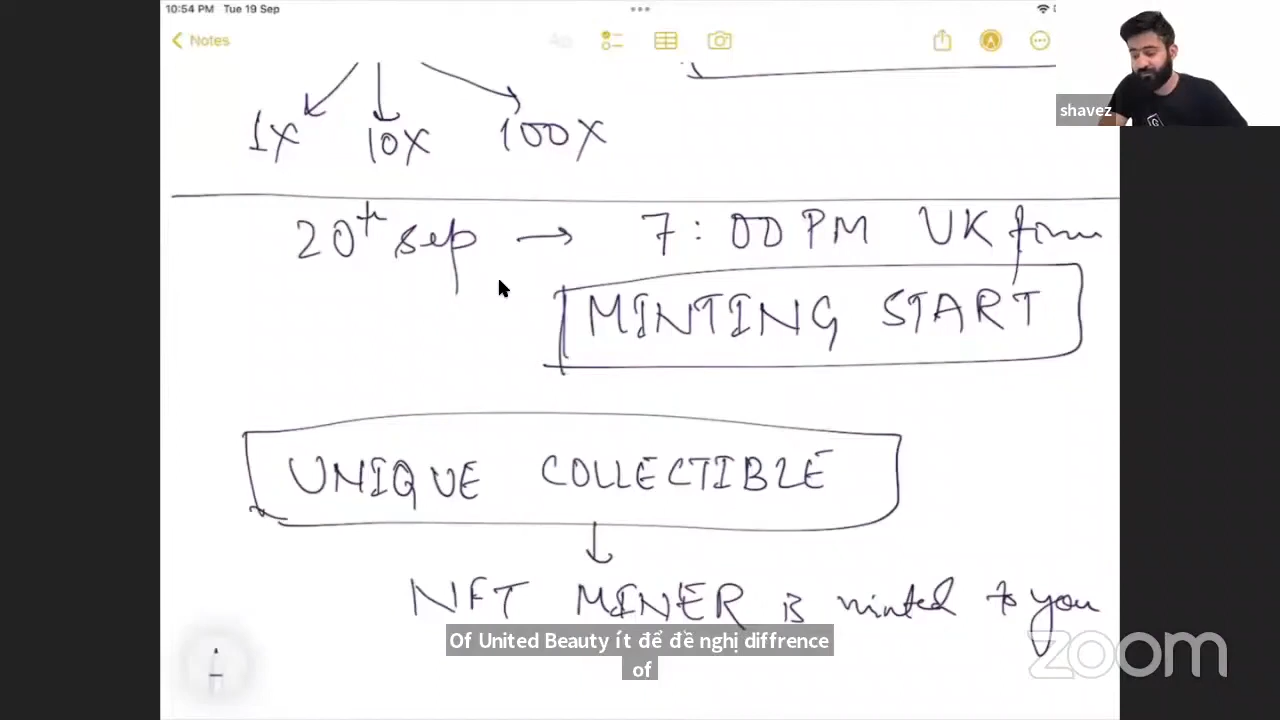 10:54 PM Tue 19 Sep
Notes
shavez
1X 10X 100X
20th sep → 7:00 PM UK time
MINTING START
UNIQUE COLLECTIBLE
NFT MINER is minted to you
Of United Beauty ít để đề nghị diffrence
of
zoom